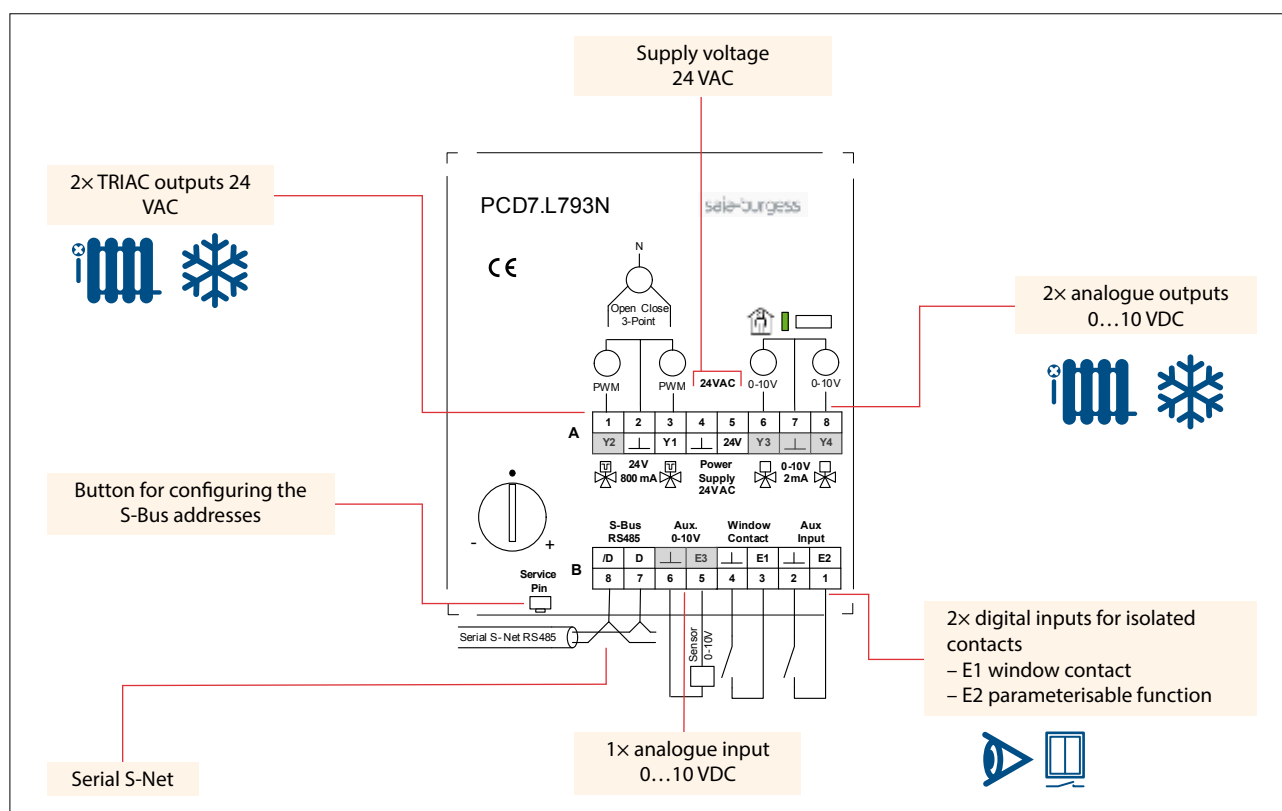 Supply voltage
24 VAC
2× TRIAC outputs 24
VAC
PCD7.L793N
saia-burgess
CE
N
Open Close
3-Point
2× analogue outputs
0…10 VDC
PWM
PWM
24VAC
0-10V
0-10V
A
1 2 3 4 5 6 7 8
Y2 Y1 24V Y3 Y4
24V
800 mA
Power
Supply
24VAC
0-10V
2mA
Button for configuring the
S-Bus addresses
- +
S-Bus
RS485
Aux.
0-10V
Window
Contact
Aux
Input
B
/D D E3 E1 E2
8 7 6 5 4 3 2 1
Service
Pin
Serial S-Net RS485
Sensor
0-10V
2× digital inputs for isolated
contacts
– E1 window contact
– E2 parameterisable function
1× analogue input
0…10 VDC
Serial S-Net